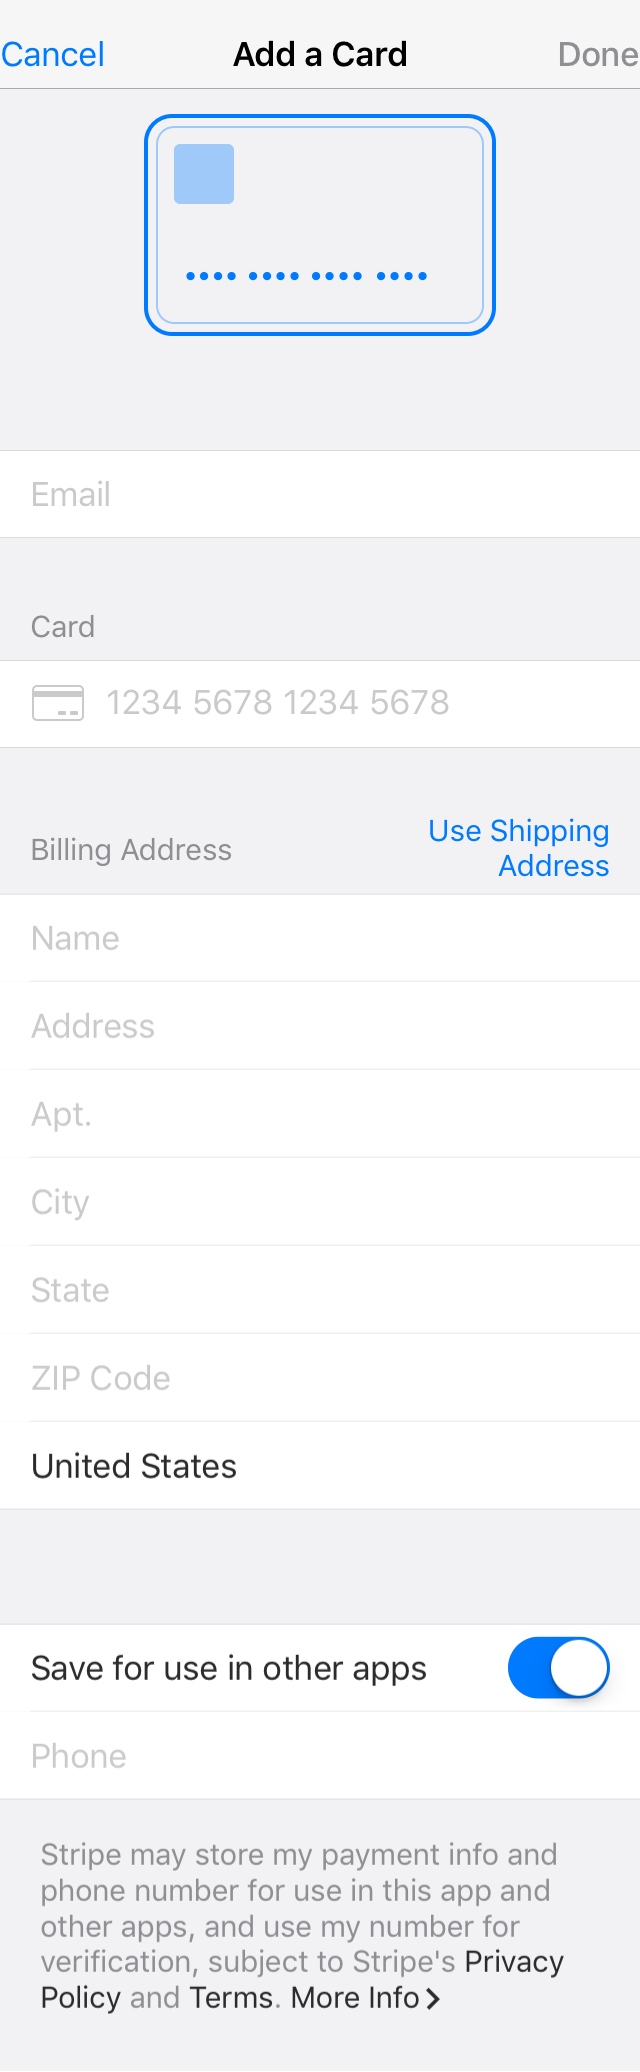 Cancel Add a Card Done
•••• •••• •••• ••••
Email
Card
1234 5678 1234 5678
Billing Address
Use Shipping
Address
Name
Address
Apt.
City
State
ZIP Code
United States
Save for use in other apps
Phone
Stripe may store my payment info and
phone number for use in this app and
other apps, and use my number for
verification, subject to Stripe's Privacy
Policy and Terms. More Info